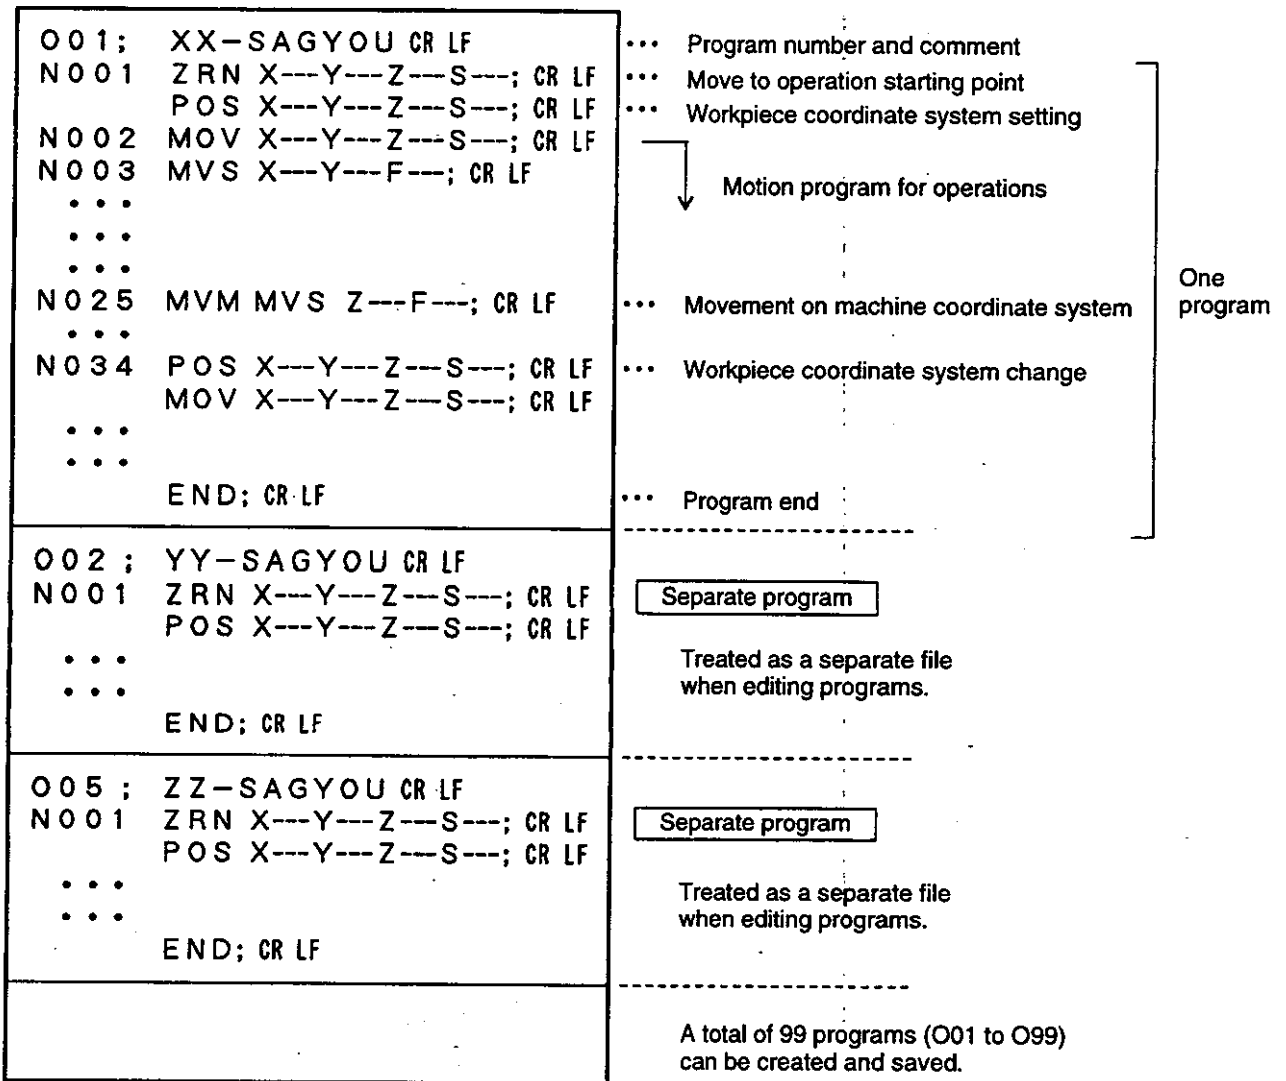 O01; XX-SAGYOU CR LF ••• Program number and comment
N001 ZRN X---Y---Z---S---; CR LF ••• Move to operation starting point
POS X---Y---Z---S---; CR LF ••• Workpiece coordinate system setting
N002 MOV X---Y---Z---S---; CR LF
N003 MVS X---Y---F---; CR LF
Motion program for operations
•••
•••
•••
One
program
N025 MVM MVS Z---F---; CR LF ••• Movement on machine coordinate system
•••
N034 POS X---Y---Z---S---; CR LF ••• Workpiece coordinate system change
MOV X---Y---Z---S---; CR LF
•••
•••
END; CR LF ••• Program end
O02; YY-SAGYOU CR LF
N001 ZRN X---Y---Z---S---; CR LF Separate program
POS X---Y---Z---S---; CR LF
•••
•••
Treated as a separate file
when editing programs.
END; CR LF
O05; ZZ-SAGYOU CR LF
N001 ZRN X---Y---Z---S---; CR LF Separate program
POS X---Y---Z---S---; CR LF
•••
•••
Treated as a separate file
when editing programs.
END; CR LF
A total of 99 programs (O01 to O99)
can be created and saved.